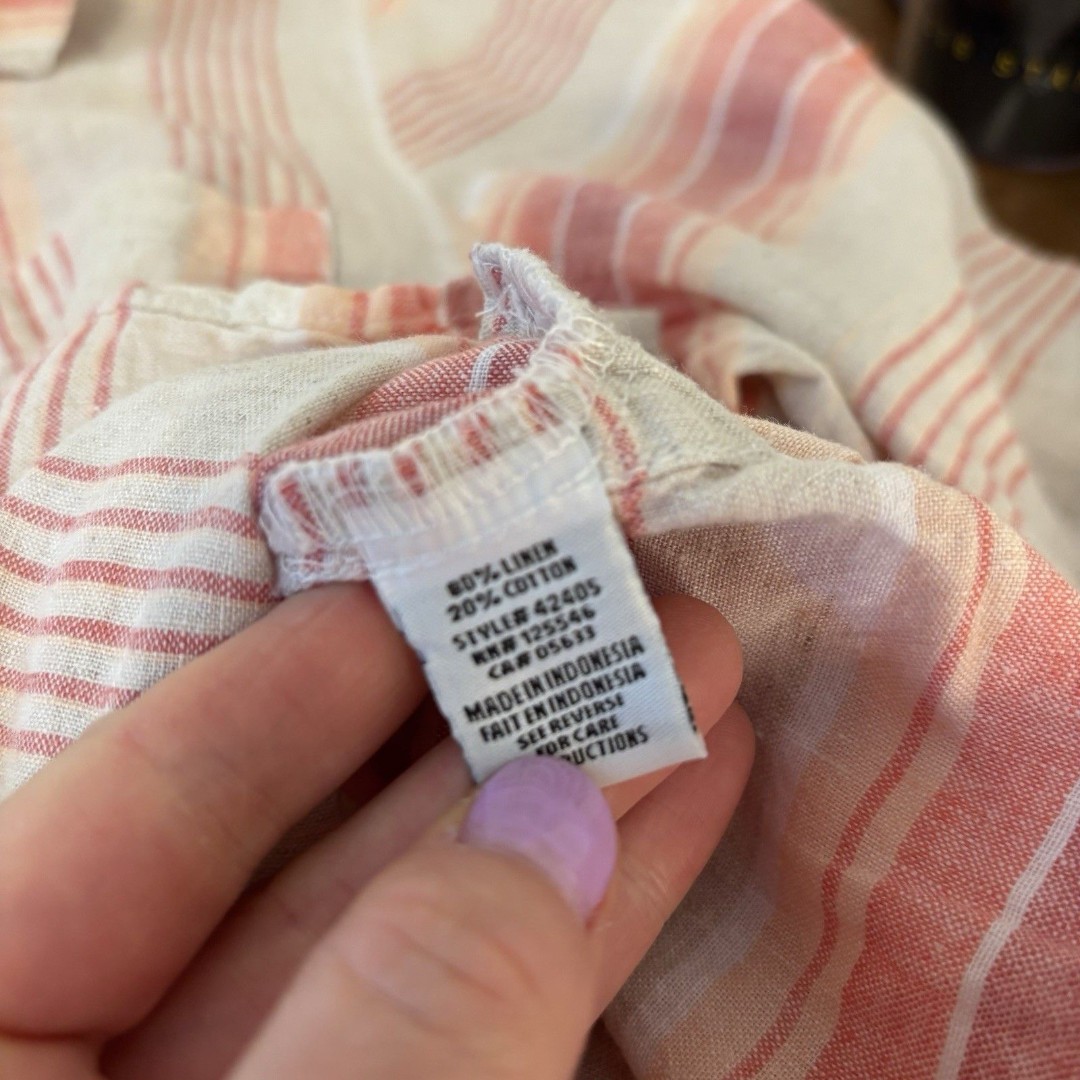 80% LINEN
20% COTTON
STYLE# 42405
RN# 125546
CA# 05633
MADE IN INDONESIA
FAIT EN INDONESIA
SEE REVERSE
FOR CARE